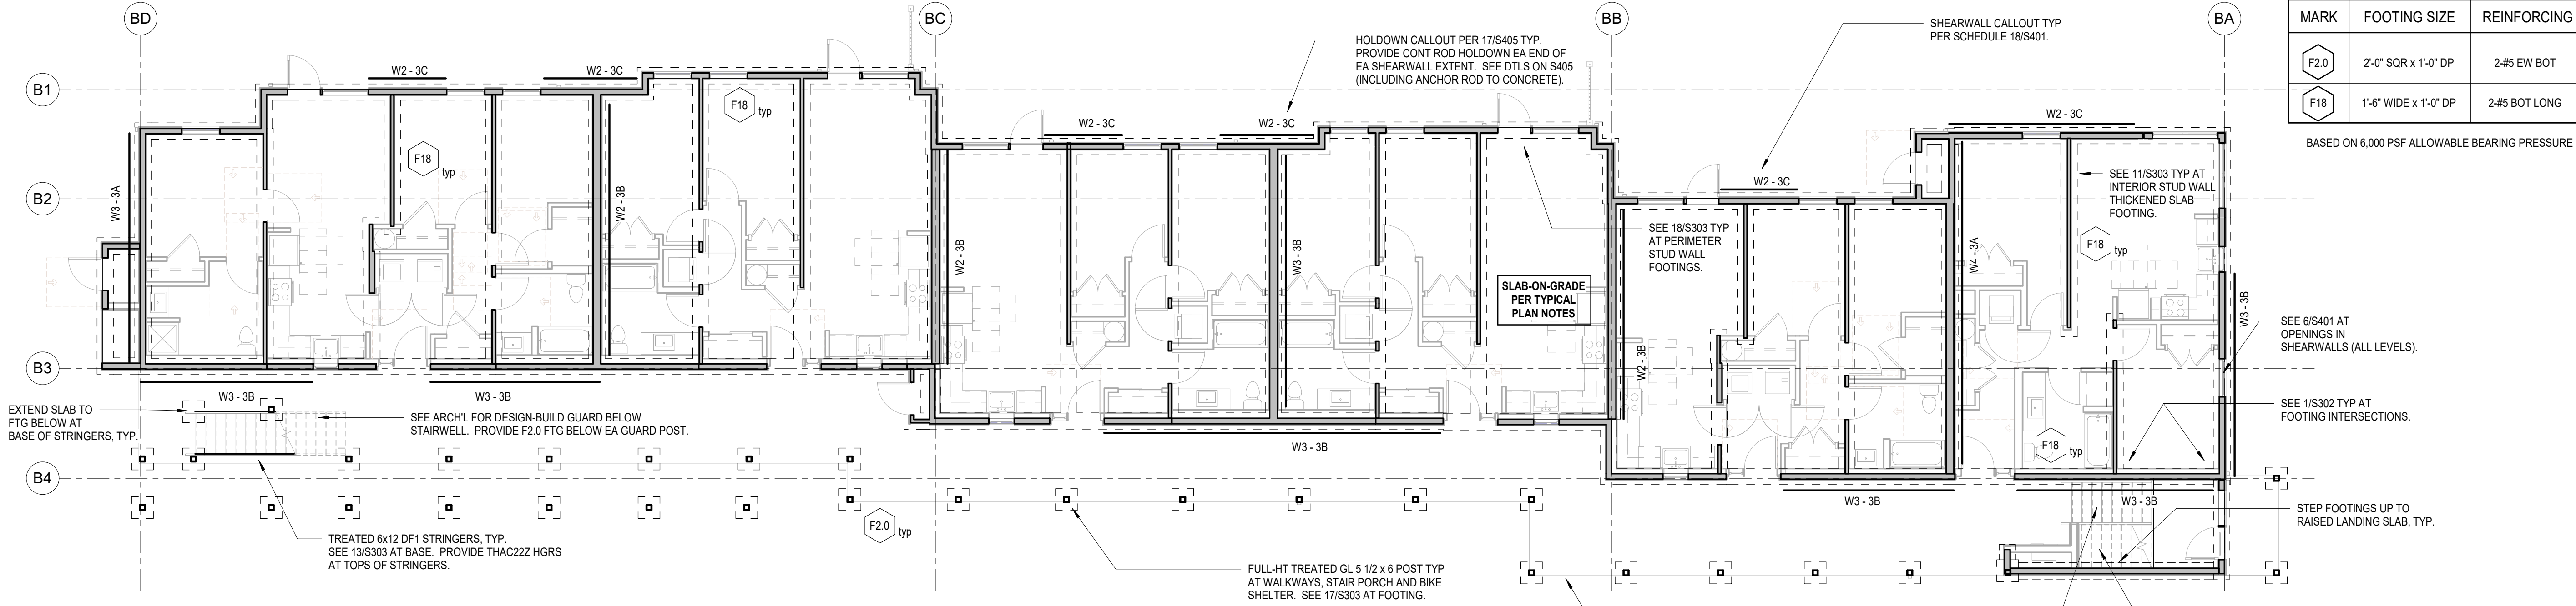 BD
BC
BB
BA
B1
B2
B3
B4
MARK FOOTING SIZE REINFORCING
F2.0 2'-0" SQR x 1'-0" DP 2-#5 EW BOT
F18 1'-6" WIDE x 1'-0" DP 2-#5 BOT LONG
BASED ON 6,000 PSF ALLOWABLE BEARING PRESSURE
HOLDOWN CALLOUT PER 17/S405 TYP.
PROVIDE CONT ROD HOLDOWN EA END OF
EA SHEARWALL EXTENT. SEE DTLS ON S405
(INCLUDING ANCHOR ROD TO CONCRETE).
SHEARWALL CALLOUT TYP
PER SCHEDULE 18/S401.
W2 - 3C
W2 - 3C
W2 - 3C
W2 - 3C
W2 - 3C
W2 - 3C
F18 typ
F18 typ
W3 - 3A
W2 - 3B
W2 - 3B
W3 - 3B
W2 - 3B
W4 - 3A
W3 - 3B
SEE 11/S303 TYP AT
INTERIOR STUD WALL
THICKENED SLAB
FOOTING.
F18 typ
SEE 18/S303 TYP
AT PERIMETER
STUD WALL
FOOTINGS.
SLAB-ON-GRADE
PER TYPICAL
PLAN NOTES
SEE 6/S401 AT
OPENINGS IN
SHEARWALLS (ALL LEVELS).
SEE 1/S302 TYP AT
FOOTING INTERSECTIONS.
F18 typ
W3 - 3B
W3 - 3B
W3 - 3B
W3 - 3B
W3 - 3B
EXTEND SLAB TO
FTG BELOW AT
BASE OF STRINGERS, TYP.
SEE ARCH'L FOR DESIGN-BUILD GUARD BELOW
STAIRWELL. PROVIDE F2.0 FTG BELOW EA GUARD POST.
TREATED 6x12 DF1 STRINGERS, TYP.
SEE 13/S303 AT BASE. PROVIDE THAC22Z HGRS
AT TOPS OF STRINGERS.
F2.0 typ
FULL-HT TREATED GL 5 1/2 x 6 POST TYP
AT WALKWAYS, STAIR PORCH AND BIKE
SHELTER. SEE 17/S303 AT FOOTING.
STEP FOOTINGS UP TO
RAISED LANDING SLAB, TYP.